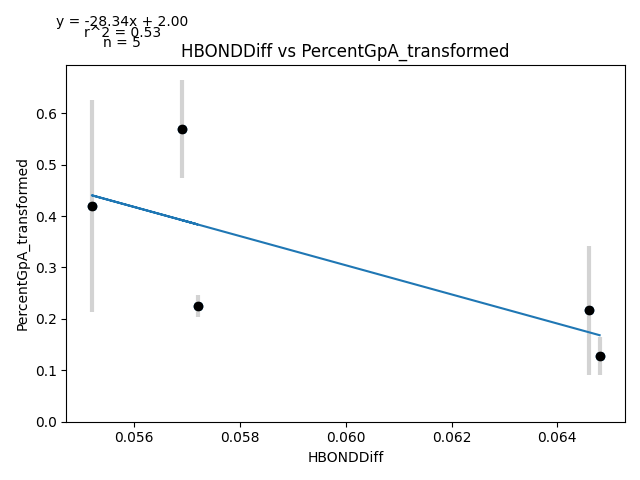 y = -28.34x + 2.00
r^2 = 0.53
n = 5
HBONDDiff vs PercentGpA_transformed
PercentGpA_transformed
0.6
0.5
0.4
0.3
0.2
0.1
0.0
0.056 0.058 0.060 0.062 0.064
HBONDDiff